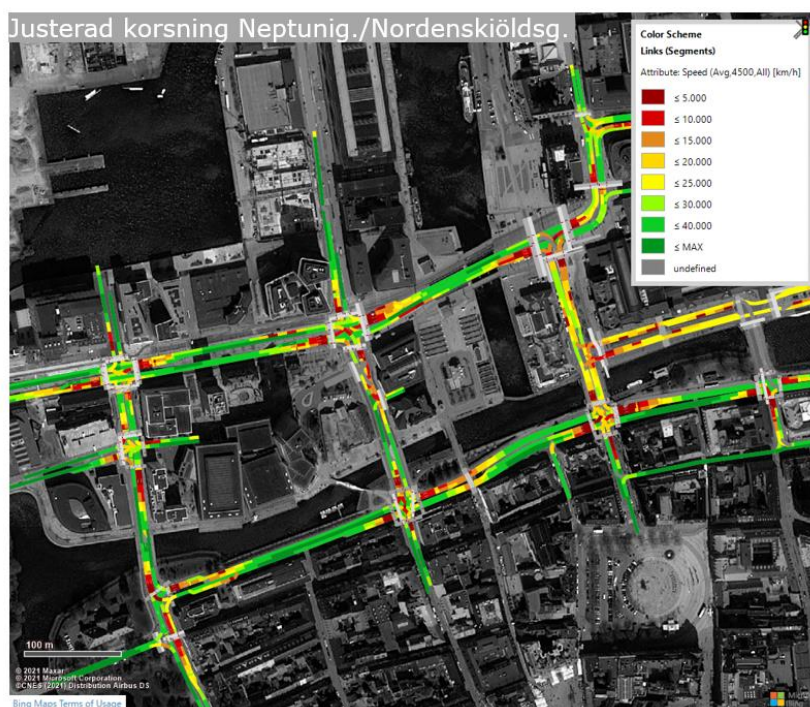 Justerad korsning Neptunig./Nordenskiöldsg.
Color Scheme
Links (Segments)
Attribute: Speed (Avg,4500,All) [km/h]
≤ 5.000
≤ 10.000
≤ 15.000
≤ 20.000
≤ 25.000
≤ 30.000
≤ 40.000
≤ MAX
undefined
100 m
© 2021 Maxar
© 2021 Microsoft Corporation
©CNES (2021) Distribution Airbus DS
Bing Maps Terms of Usage